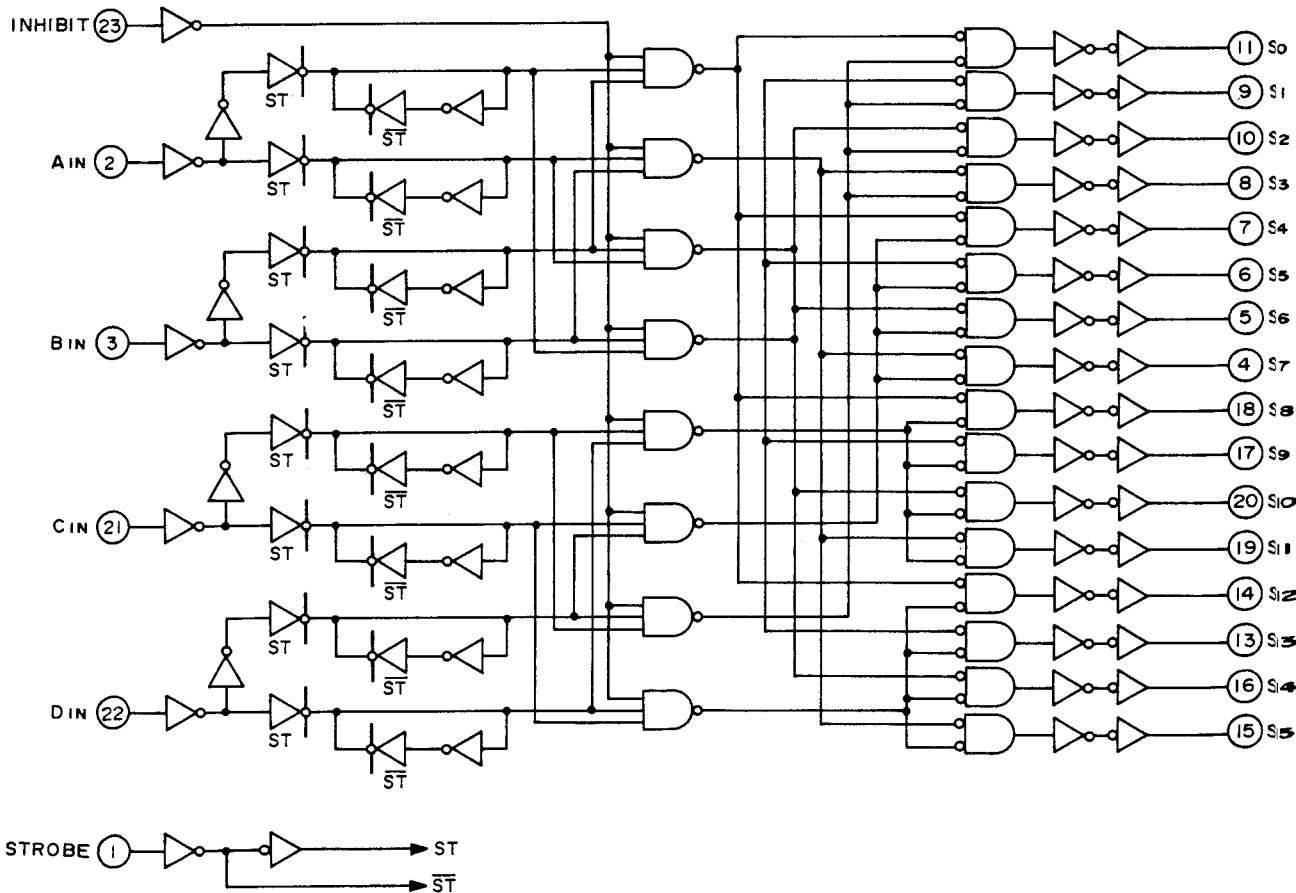 INHIBIT 23
11 S0
ST
9 S1
ST
10 S2
A IN 2
ST
8 S3
ST
7 S4
ST
6 S5
ST
5 S6
B IN 3
ST
4 S7
ST
18 S8
ST
17 S9
ST
20 S10
C IN 21
ST
19 S11
ST
14 S12
ST
13 S13
ST
16 S14
D IN 22
ST
15 S15
ST
STROBE 1
ST
ST